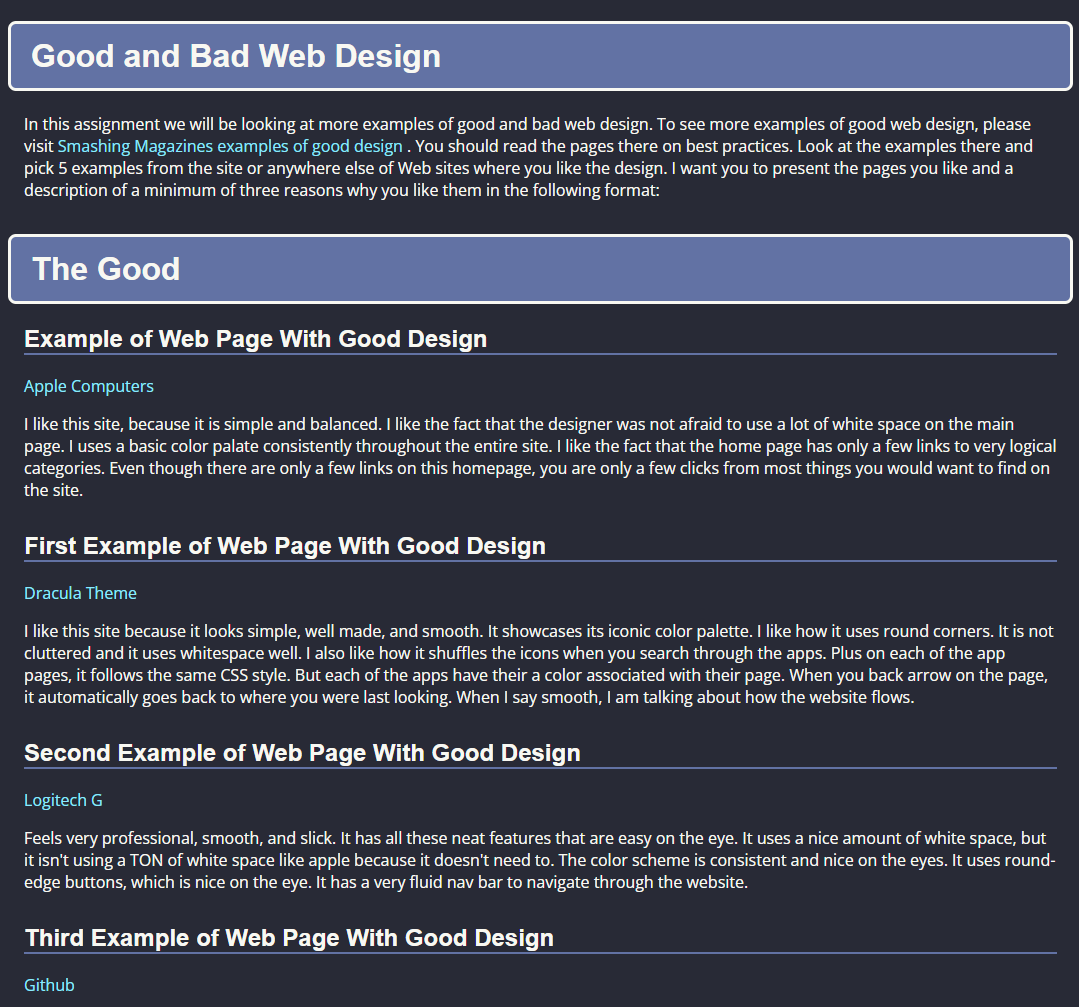 Good and Bad Web Design
In this assignment we will be looking at more examples of good and bad web design. To see more examples of good web design, please
visit Smashing Magazines examples of good design . You should read the pages there on best practices. Look at the examples there and
pick 5 examples from the site or anywhere else of Web sites where you like the design. I want you to present the pages you like and a
description of a minimum of three reasons why you like them in the following format:
The Good
Example of Web Page With Good Design
Apple Computers
I like this site, because it is simple and balanced. I like the fact that the designer was not afraid to use a lot of white space on the main
page. I uses a basic color palate consistently throughout the entire site. I like the fact that the home page has only a few links to very logical
categories. Even though there are only a few links on this homepage, you are only a few clicks from most things you would want to find on
the site.
First Example of Web Page With Good Design
Dracula Theme
I like this site because it looks simple, well made, and smooth. It showcases its iconic color palette. I like how it uses round corners. It is not
cluttered and it uses whitespace well. I also like how it shuffles the icons when you search through the apps. Plus on each of the app
pages, it follows the same CSS style. But each of the apps have their a color associated with their page. When you back arrow on the page,
it automatically goes back to where you were last looking. When I say smooth, I am talking about how the website flows.
Second Example of Web Page With Good Design
Logitech G
Feels very professional, smooth, and slick. It has all these neat features that are easy on the eye. It uses a nice amount of white space, but
it isn't using a TON of white space like apple because it doesn't need to. The color scheme is consistent and nice on the eyes. It uses round-
edge buttons, which is nice on the eye. It has a very fluid nav bar to navigate through the website.
Third Example of Web Page With Good Design
Github